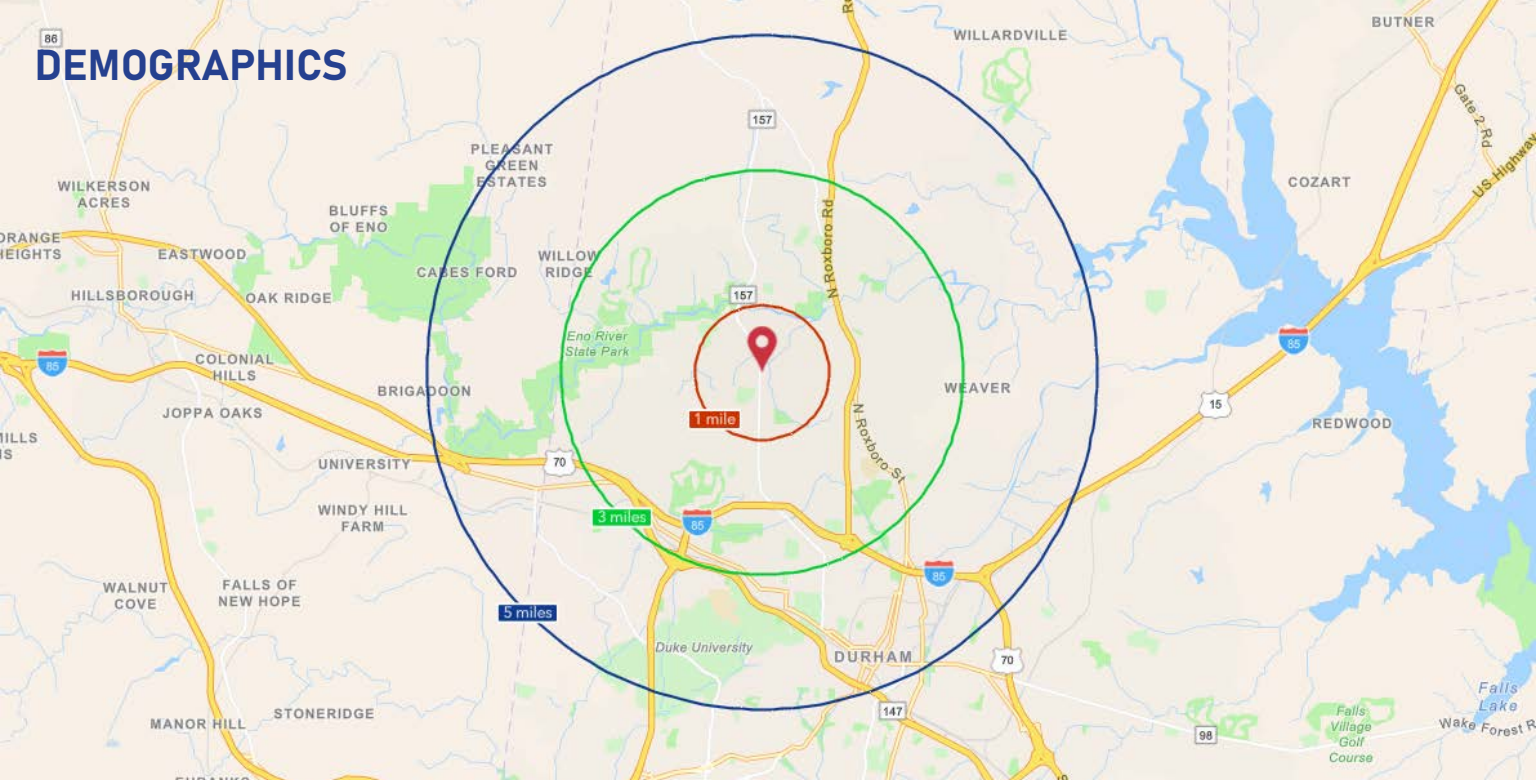 86
DEMOGRAPHICS
BUTNER
WILLARDVILLE
Gate 2 Rd
157
PLEASANT
GREEN
ESTATES
US Highway
WILKERSON
ACRES
COZART
BLUFFS
OF ENO
N Roxboro Rd
ORANGE
HEIGHTS
EASTWOOD
WILLOW
RIDGE
CABES FORD
HILLSBOROUGH
OAK RIDGE
157
Eno River
State Park
85
85
COLONIAL
HILLS
BRIGADOON
WEAVER
15
JOPPA OAKS
1 mile
REDWOOD
N Roxboro St
UNIVERSITY
70
WINDY HILL
FARM
3 miles
85
85
WALNUT
COVE
FALLS OF
NEW HOPE
5 miles
Duke University
DURHAM
70
Falls
Lake
MANOR HILL
STONERIDGE
147
98
Falls
Village
Golf
Course
Wake Forest R